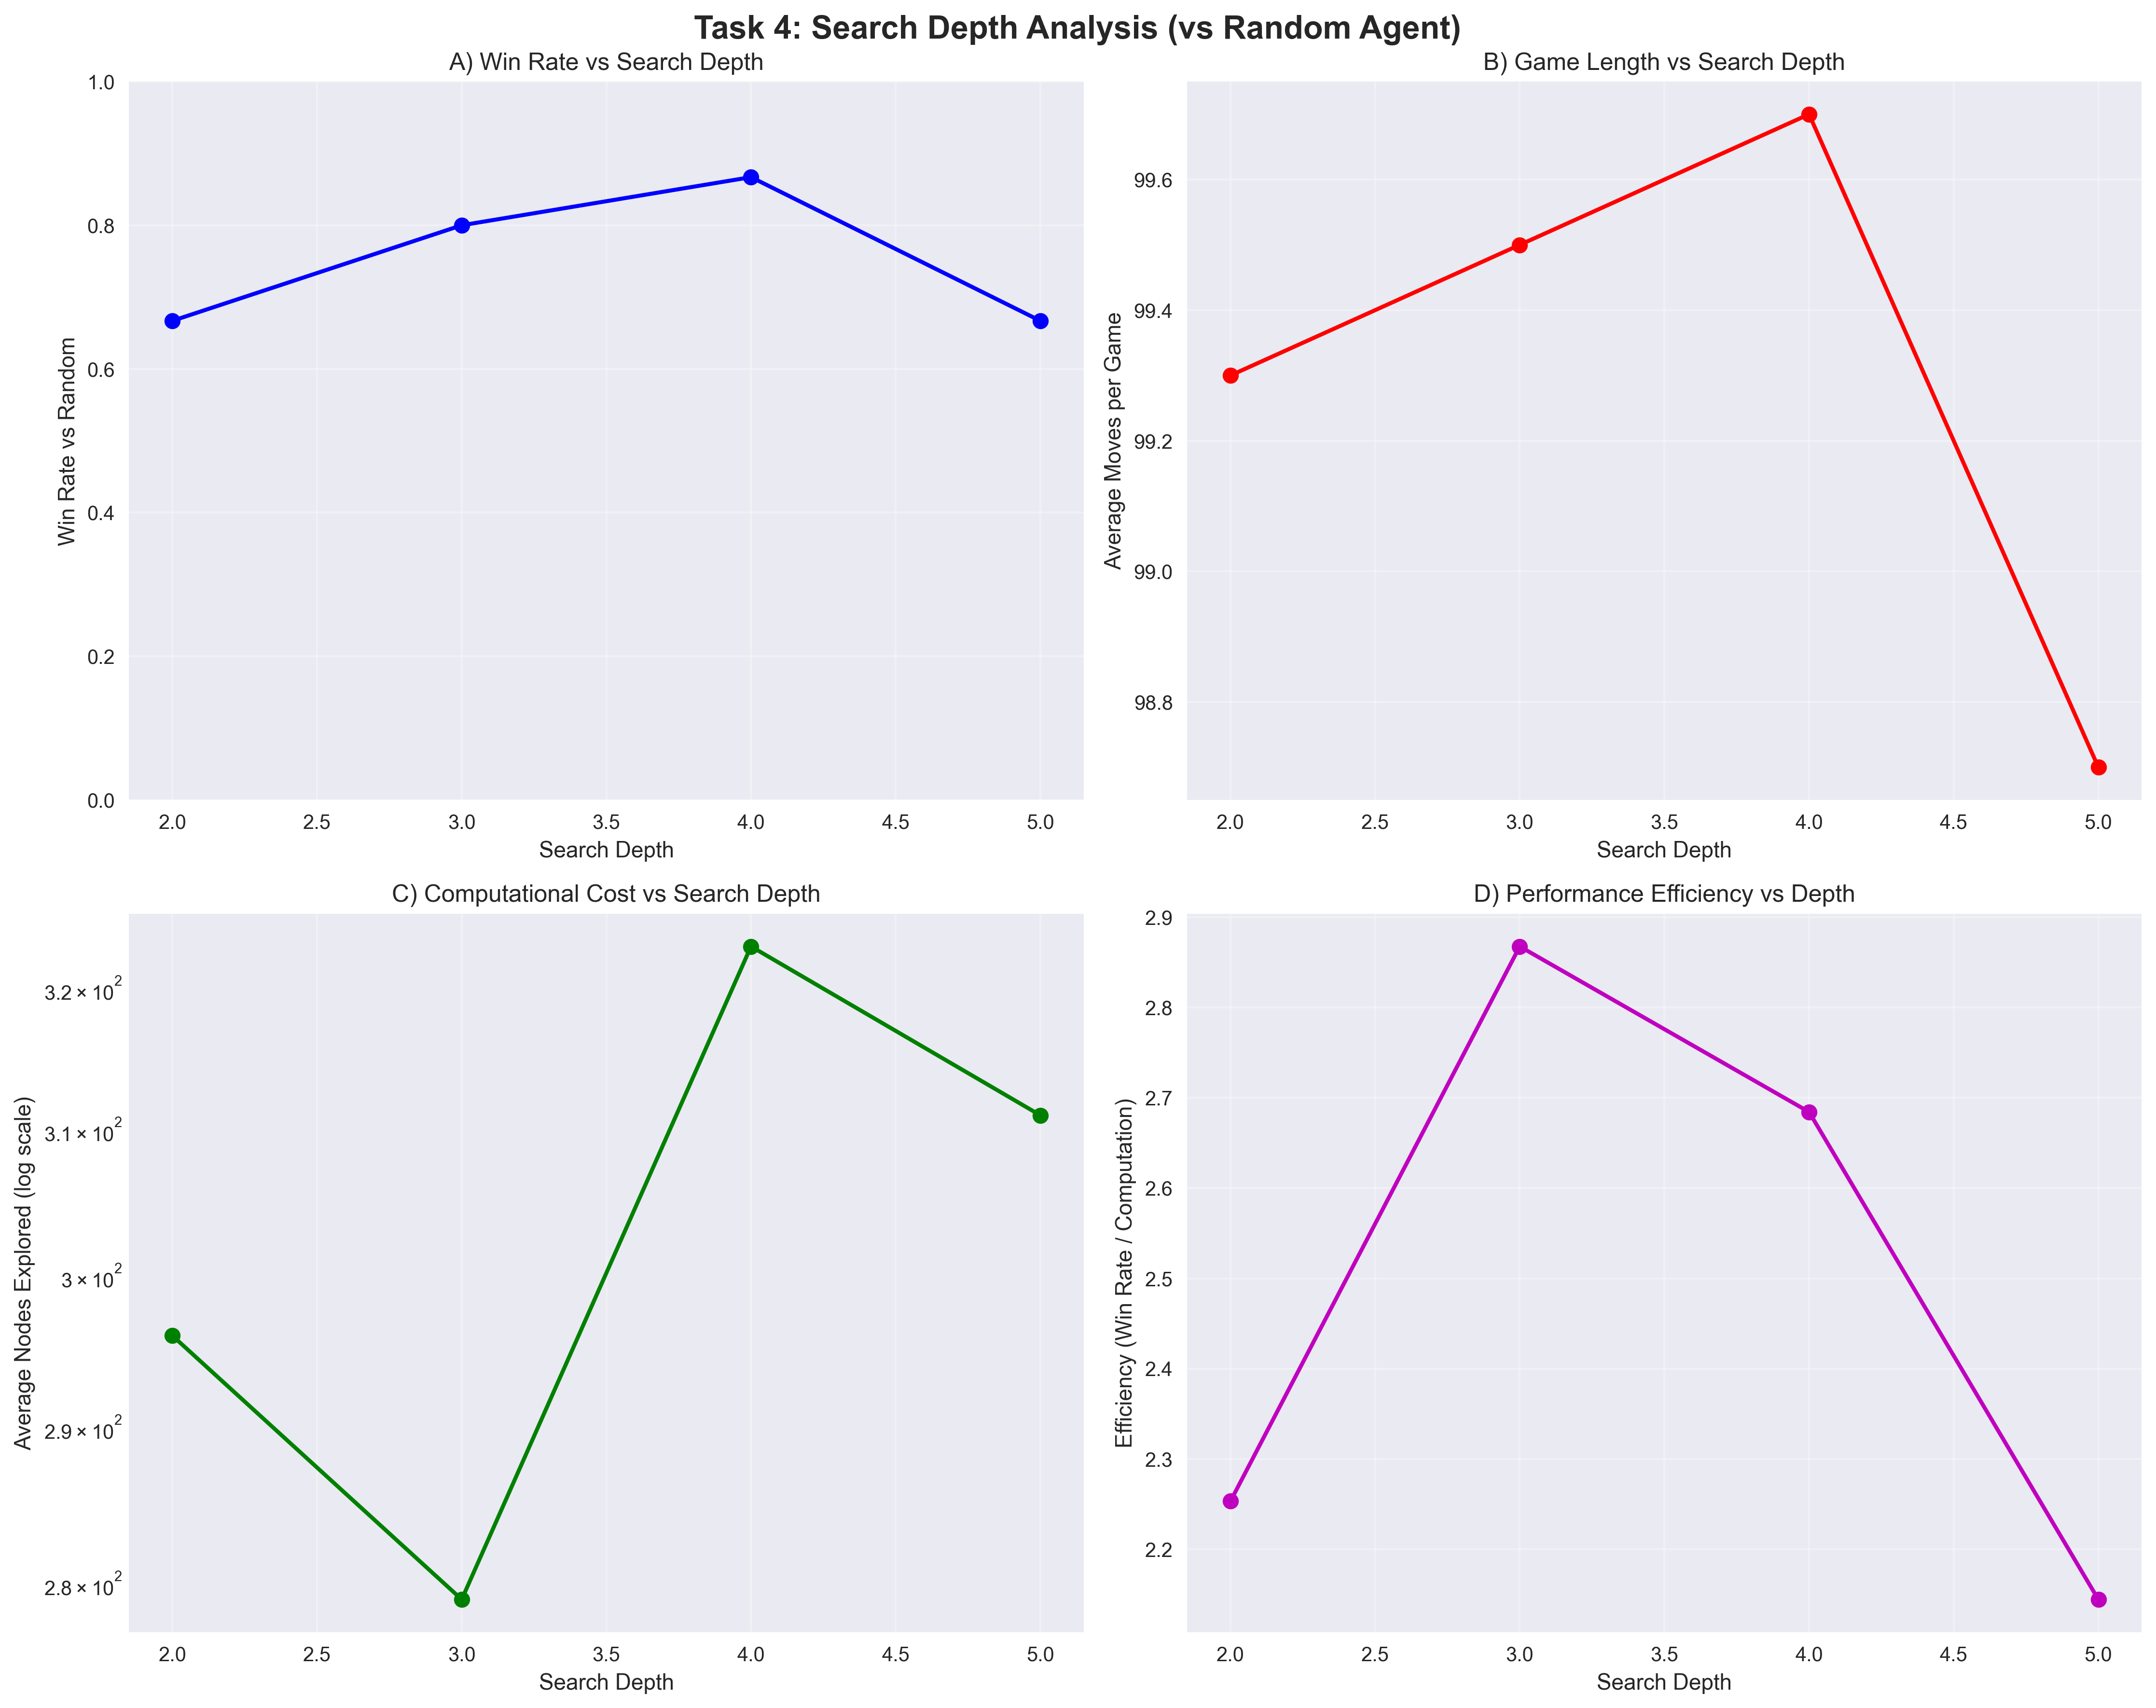 Task 4: Search Depth Analysis (vs Random Agent)
A) Win Rate vs Search Depth
1.0
0.8
0.6
0.4
0.2
0.0
Win Rate vs Random
2.0 2.5 3.0 3.5 4.0 4.5 5.0
Search Depth
B) Game Length vs Search Depth
99.6
99.4
99.2
99.0
98.8
Average Moves per Game
2.0 2.5 3.0 3.5 4.0 4.5 5.0
Search Depth
C) Computational Cost vs Search Depth
3.2 × 10²
3.1 × 10²
3 × 10²
2.9 × 10²
2.8 × 10²
Average Nodes Explored (log scale)
2.0 2.5 3.0 3.5 4.0 4.5 5.0
Search Depth
D) Performance Efficiency vs Depth
2.9
2.8
2.7
2.6
2.5
2.4
2.3
2.2
Efficiency (Win Rate / Computation)
2.0 2.5 3.0 3.5 4.0 4.5 5.0
Search Depth